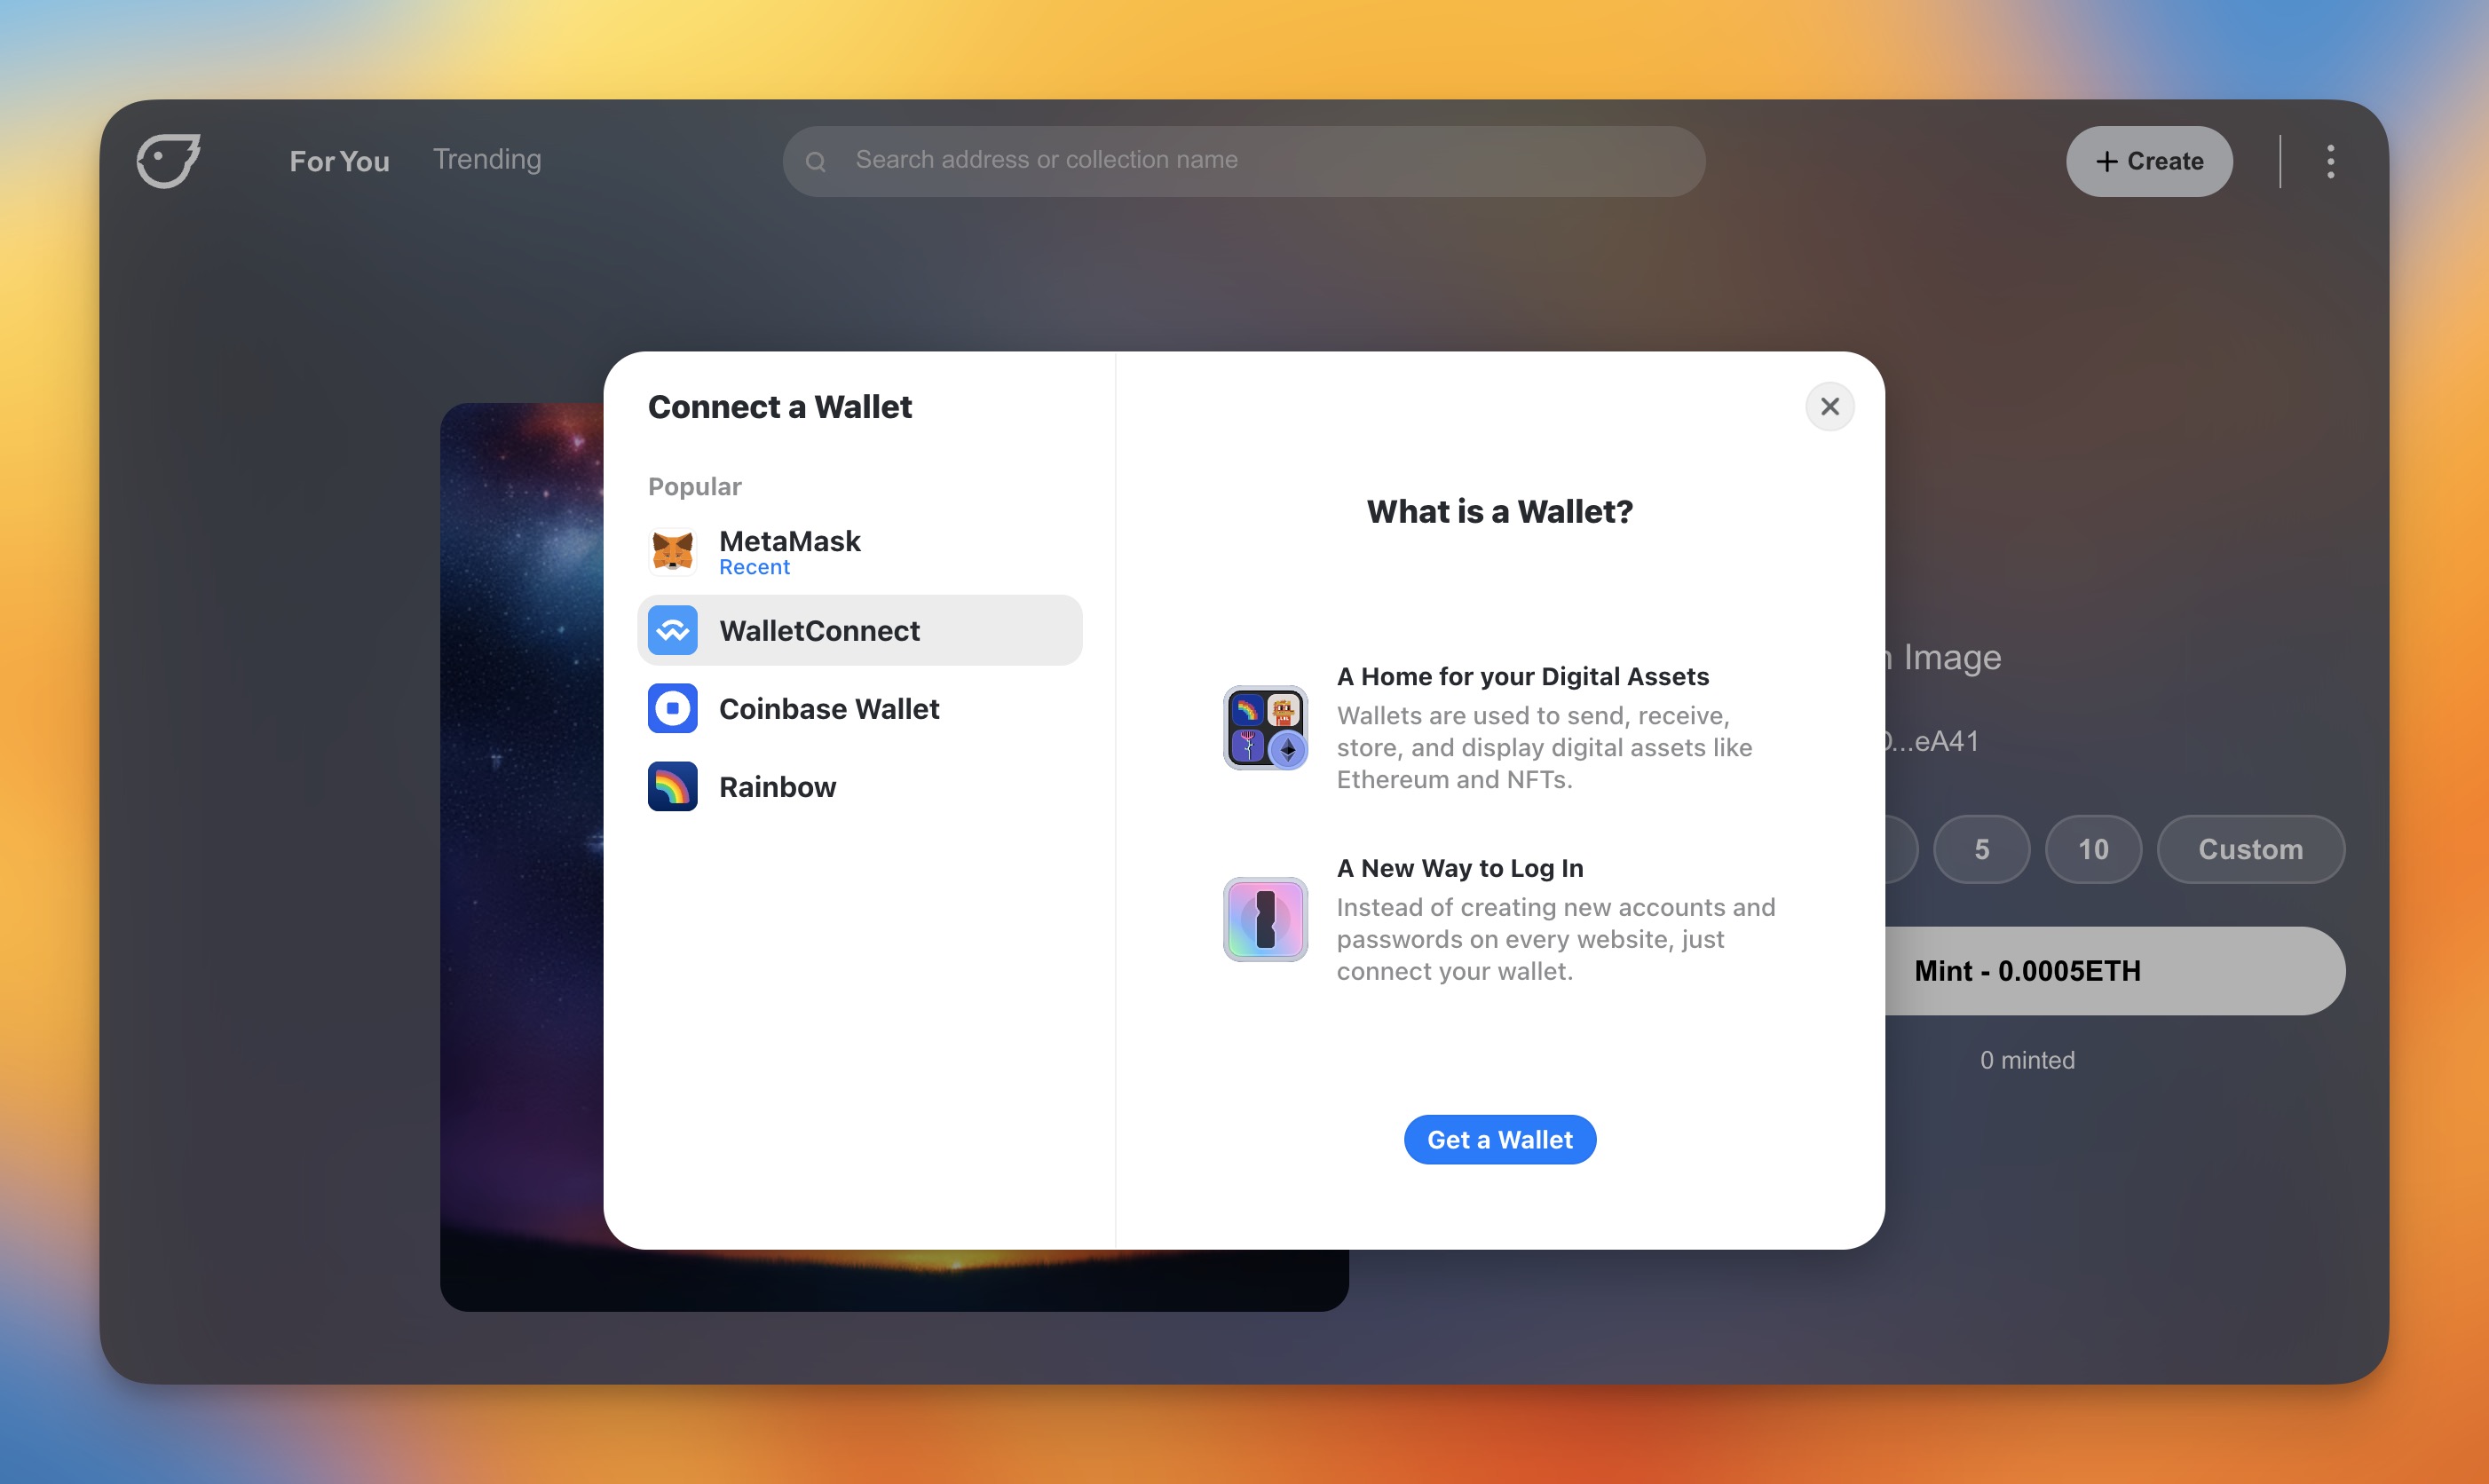 For You
Trending
Search address or collection name
+ Create
Connect a Wallet
Popular
MetaMask
Recent
WalletConnect
Coinbase Wallet
Rainbow
What is a Wallet?
A Home for your Digital Assets
Wallets are used to send, receive,
store, and display digital assets like
Ethereum and NFTs.
A New Way to Log In
Instead of creating new accounts and
passwords on every website, just
connect your wallet.
Get a Wallet
Image
...eA41
5
10
Custom
Mint - 0.0005ETH
0 minted